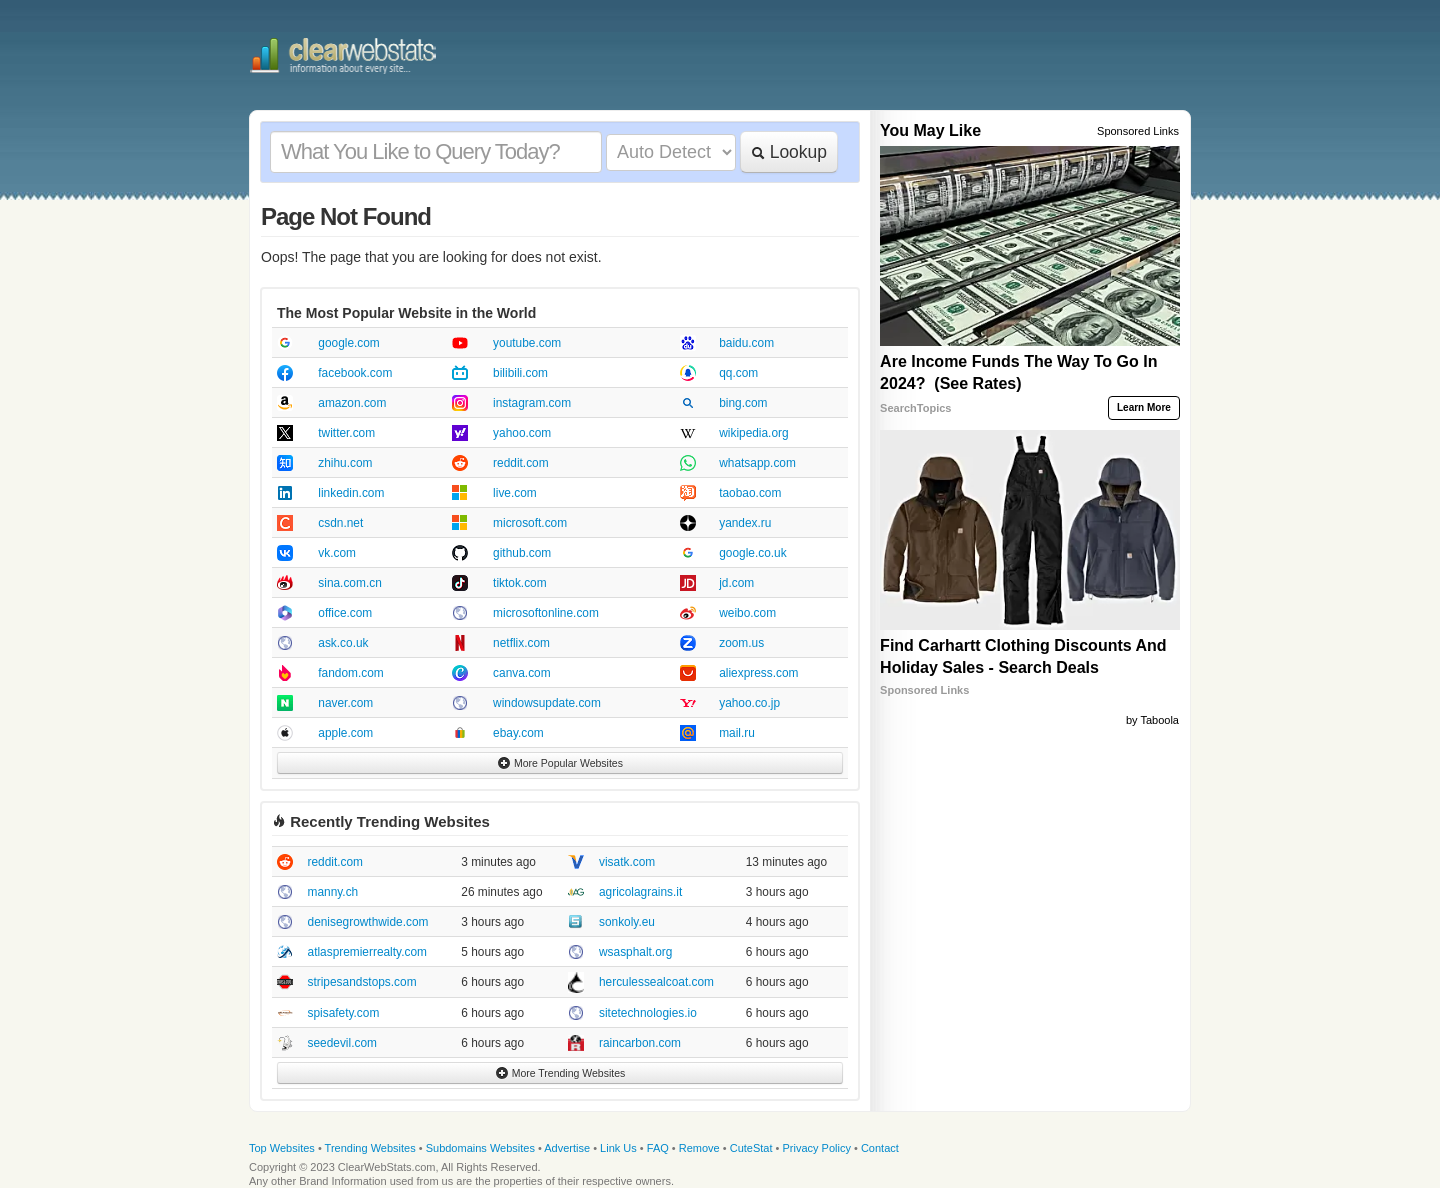 clearwebstats
information about every site...
What You Like to Query Today?
Auto Detect
Lookup
Page Not Found
Oops! The page that you are looking for does not exist.
The Most Popular Website in the World
google.com youtube.com baidu.com
facebook.com bilibili.com qq.com
amazon.com instagram.com bing.com
twitter.com yahoo.com wikipedia.org
zhihu.com reddit.com whatsapp.com
linkedin.com live.com taobao.com
csdn.net microsoft.com yandex.ru
vk.com github.com google.co.uk
sina.com.cn tiktok.com jd.com
office.com microsoftonline.com weibo.com
ask.co.uk netflix.com zoom.us
fandom.com canva.com aliexpress.com
naver.com windowsupdate.com yahoo.co.jp
apple.com ebay.com mail.ru
More Popular Websites
Recently Trending Websites
reddit.com 3 minutes ago visatk.com 13 minutes ago
manny.ch 26 minutes ago agricolagrains.it 3 hours ago
denisegrowthwide.com 3 hours ago sonkoly.eu 4 hours ago
atlaspremierrealty.com 5 hours ago wsasphalt.org 6 hours ago
stripesandstops.com 6 hours ago herculessealcoat.com 6 hours ago
spisafety.com 6 hours ago sitetechnologies.io 6 hours ago
seedevil.com 6 hours ago raincarbon.com 6 hours ago
More Trending Websites
You May Like
Sponsored Links
Are Income Funds The Way To Go In
2024? (See Rates)
SearchTopics
Learn More
Find Carhartt Clothing Discounts And
Holiday Sales - Search Deals
Sponsored Links
by Taboola
Top Websites • Trending Websites • Subdomains Websites • Advertise • Link Us • FAQ • Remove • CuteStat • Privacy Policy • Contact
Copyright © 2023 ClearWebStats.com, All Rights Reserved.
Any other Brand Information used from us are the properties of their respective owners.